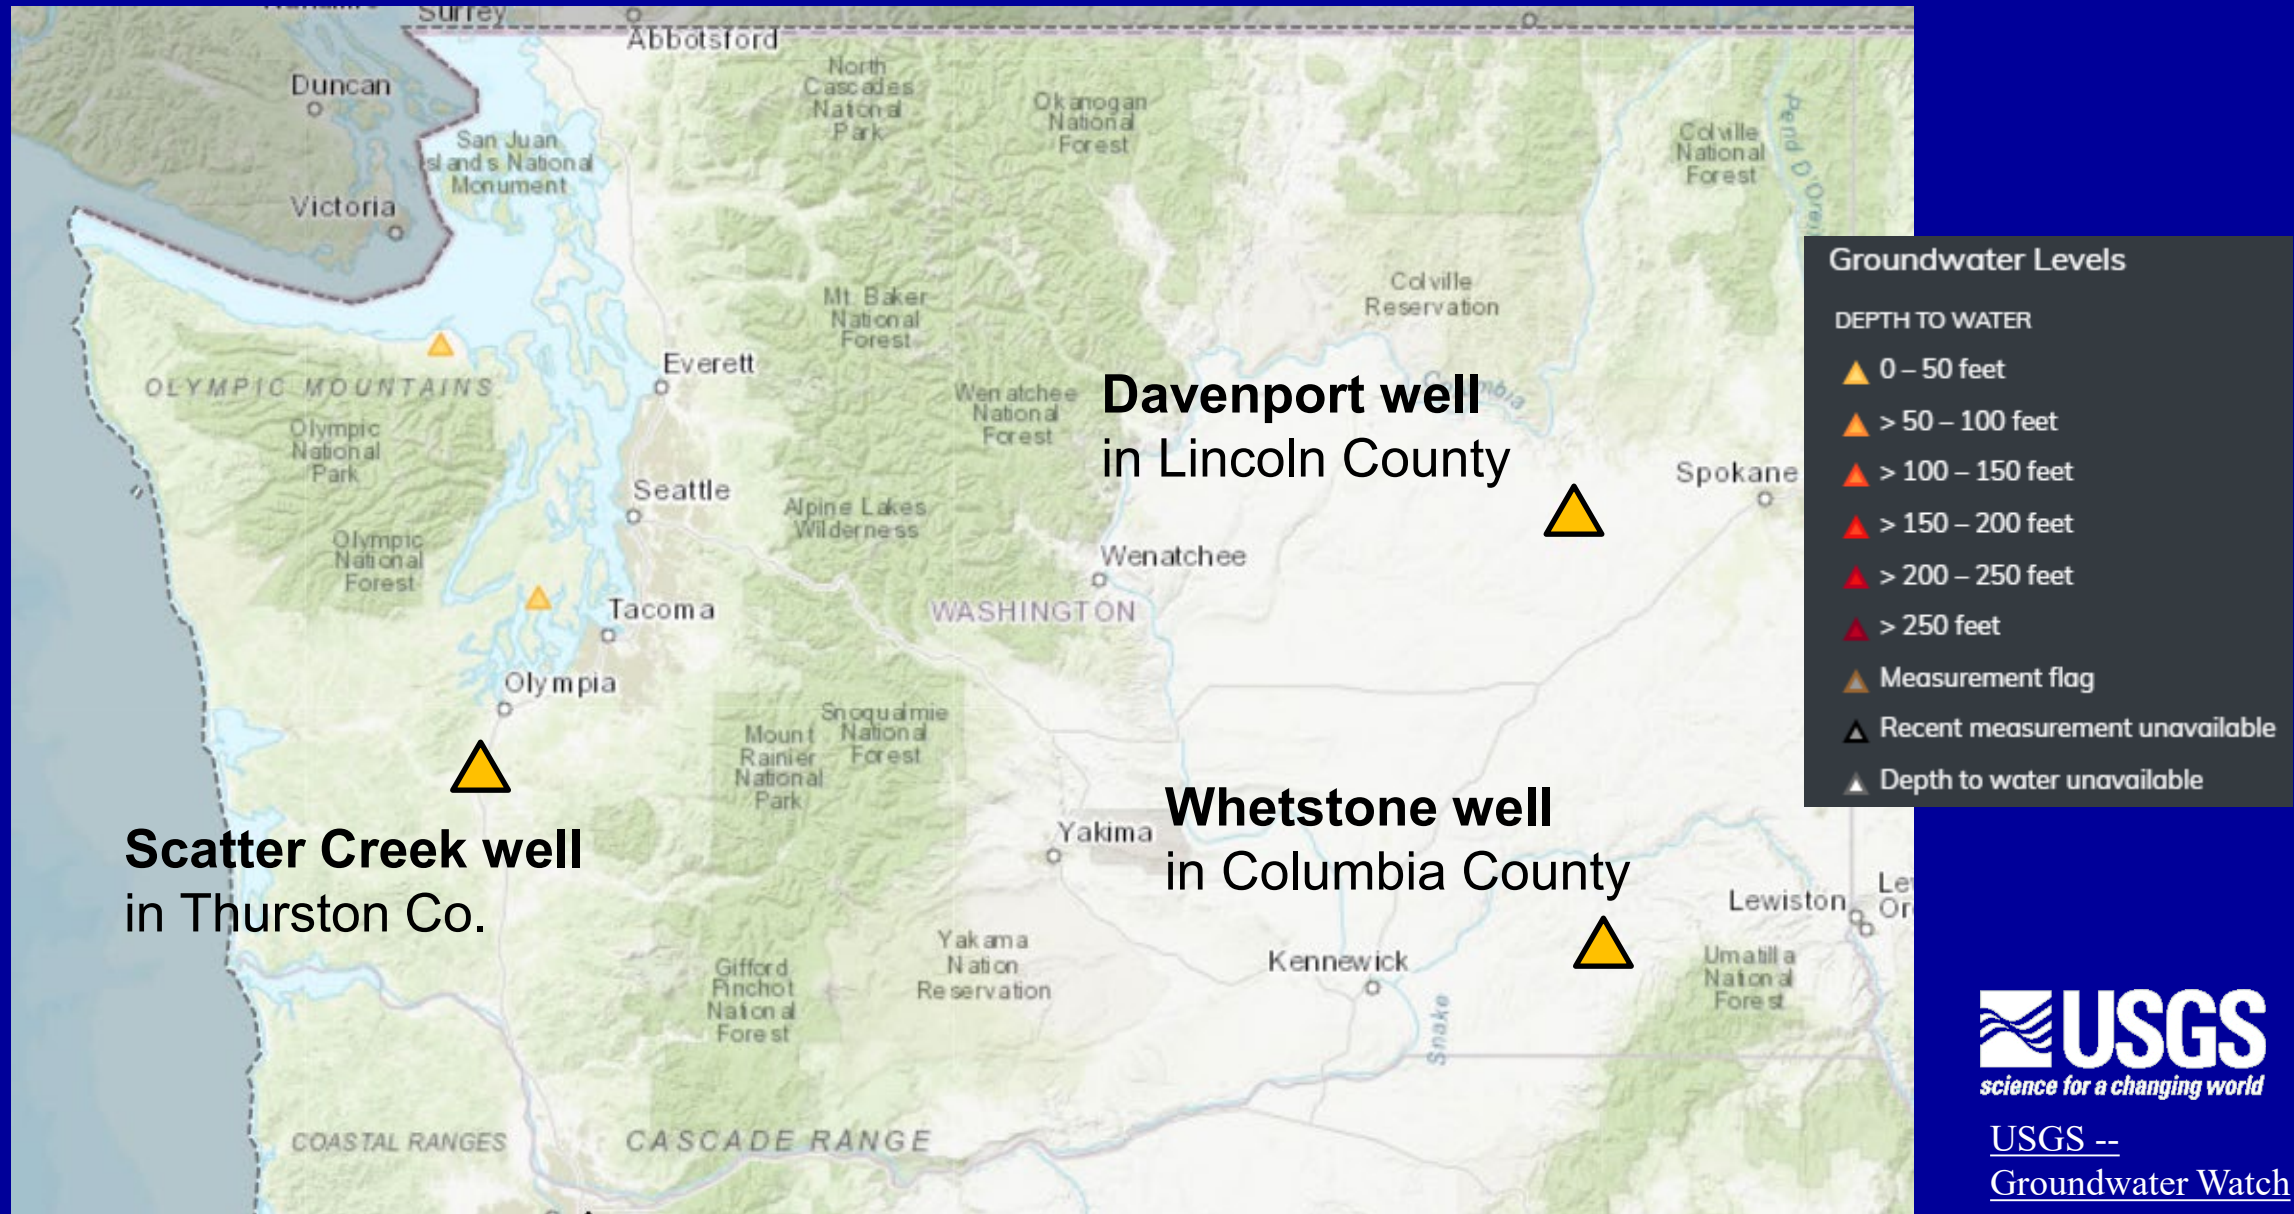 Surrey
Abbotsford
Duncan
North
Cascades
National
Park
Okanogan
National
Forest
Colville
National
Forest
Pend
San Juan
Islands National
Monument
Victoria
Mt. Baker
National
Forest
Colville
Reservation
Everett
OLYMPIC MOUNTAINS
Olympic
National
Park
Wenatchee
National
Forest
Columbia
Davenport well
in Lincoln County
Seattle
Spokane
Alpine Lakes
Wilderness
Olympic
National
Forest
Wenatchee
Tacoma
WASHINGTON
Olympia
Snoqualmie
National
Forest
Mount
Rainier
National
Park
Scatter Creek well
in Thurston Co.
Yakima
Whetstone well
in Columbia County
Lewiston
Yakama
Nation
Reservation
Kennewick
Umatilla
National
Forest
Gifford
Pinchot
National
Forest
Snake
COASTAL RANGES
CASCADE RANGE
Groundwater Levels
DEPTH TO WATER
0 – 50 feet
> 50 – 100 feet
> 100 – 150 feet
> 150 – 200 feet
> 200 – 250 feet
> 250 feet
Measurement flag
Recent measurement unavailable
Depth to water unavailable
USGS
science for a changing world
USGS --
Groundwater Watch